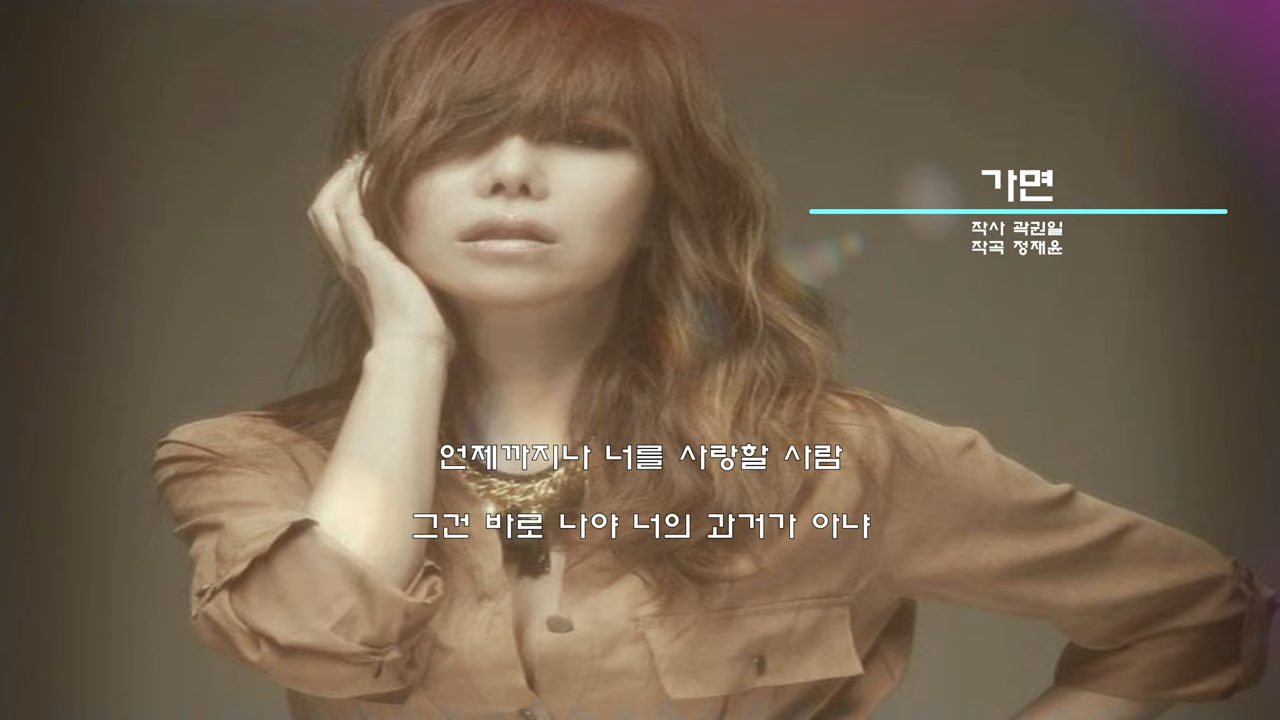 가면
작사 곽긴일
작곡 정재윤
언제까지나 너를 사랑할 사람
그건 바로 나야 너의 과거가 아냐